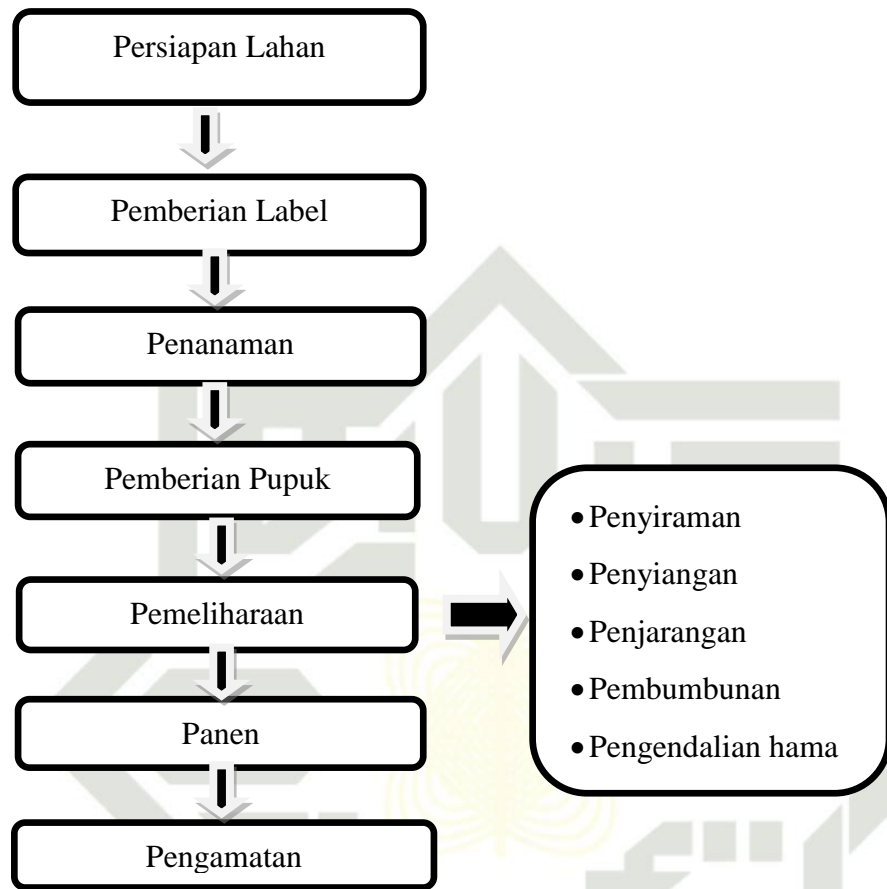 Persiapan Lahan
Pemberian Label
Penanaman
Pemberian Pupuk
Pemeliharaan
• Penyiraman
• Penyiangan
• Penjarangan
• Pembumbunan
• Pengendalian hama
Panen
Pengamatan